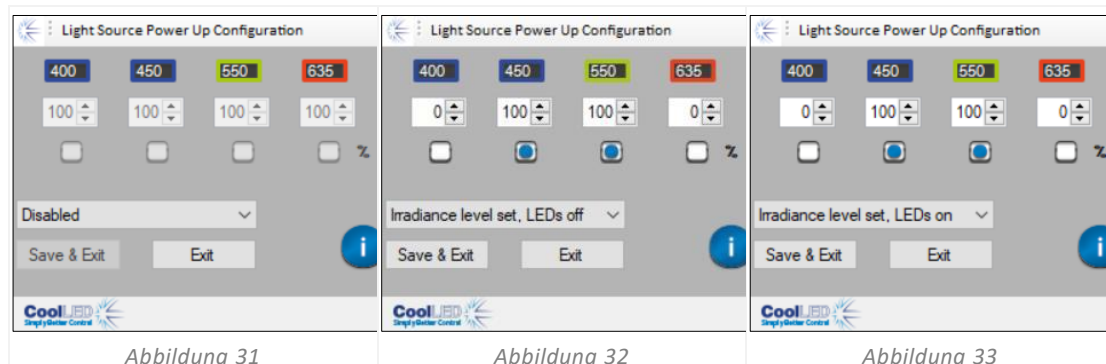 Light Source Power Up Configuration
400 450 550 635
100 100 100 100
%
Disabled
Save & Exit Exit
i
CoolLED
Simply Better Control
Abbildung 31
Light Source Power Up Configuration
400 450 550 635
0 100 100 0
%
Irradiance level set, LEDs off
Save & Exit Exit
i
CoolLED
Simply Better Control
Abbildung 32
Light Source Power Up Configuration
400 450 550 635
0 100 100 0
%
Irradiance level set, LEDs on
Save & Exit Exit
i
CoolLED
Simply Better Control
Abbildung 33